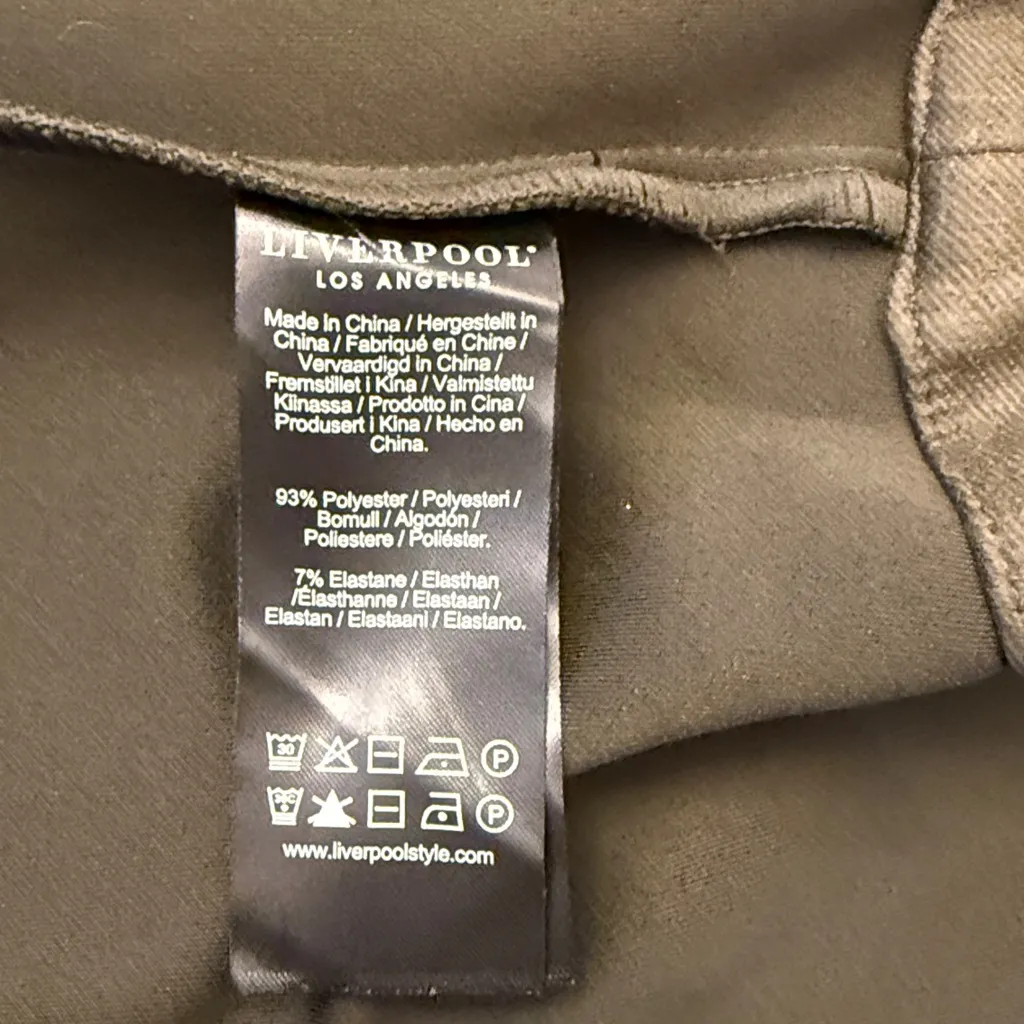 LIVERPOOL
LOS ANGELES
Made in China / Hergestellt in
China / Fabriqué en Chine /
Vervaardigd in China /
Fremstillet i Kina / Valmistettu
Kiinassa / Prodotto in Cina /
Produsert i Kina / Hecho en
China.
93% Polyester / Polyesteri /
Bomull / Algodón /
Poliestere / Poliéster.
7% Elastane / Elasthan
/Élasthanne / Elastaan /
Elastan / Elastaani / Elastano.
30 P
P
www.liverpoolstyle.com